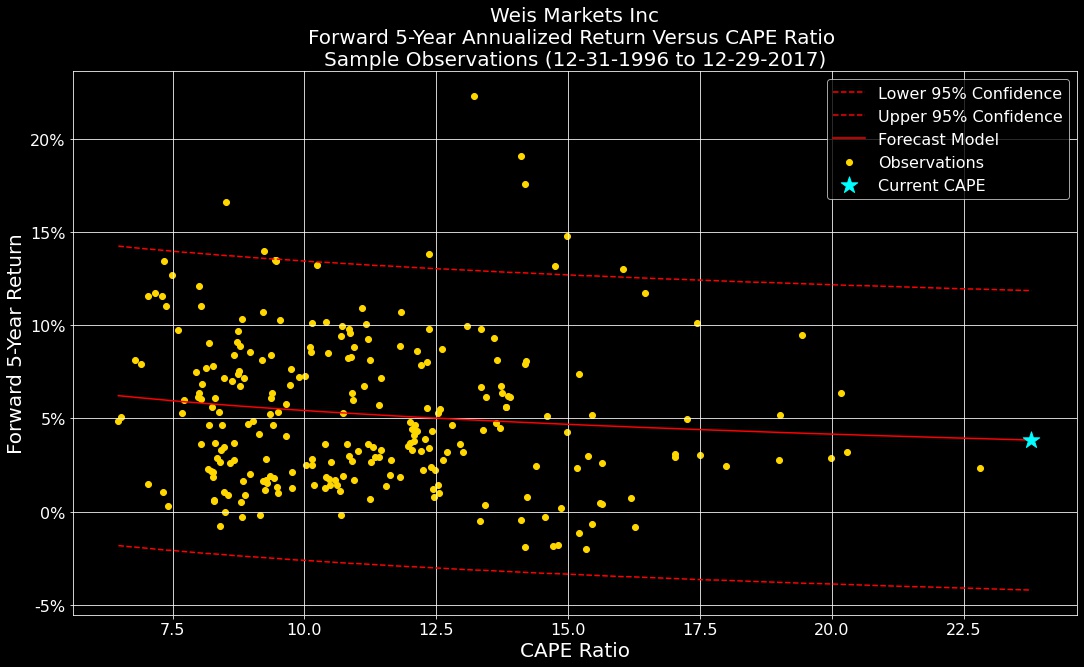 Weis Markets Inc
Forward 5-Year Annualized Return Versus CAPE Ratio
Sample Observations (12-31-1996 to 12-29-2017)
Lower 95% Confidence
Upper 95% Confidence
Forecast Model
Observations
Current CAPE
Forward 5-Year Return
20%
15%
10%
5%
0%
-5%
7.5 10.0 12.5 15.0 17.5 20.0 22.5
CAPE Ratio